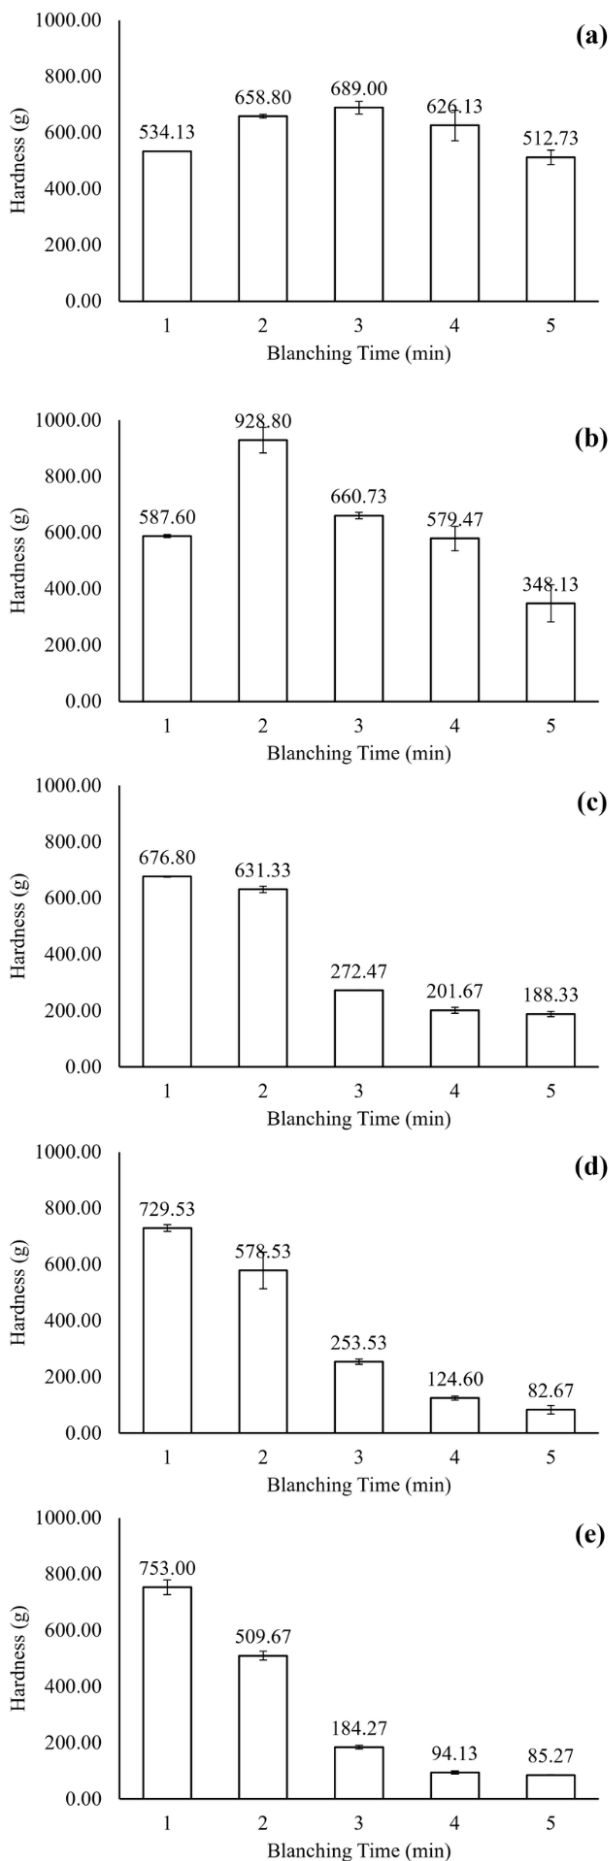 (a)
1000.00
800.00
600.00
400.00
200.00
0.00
Hardness (g)
534.13
658.80
689.00
626.13
512.73
1 2 3 4 5
Blanching Time (min)
(b)
1000.00
800.00
600.00
400.00
200.00
0.00
Hardness (g)
587.60
928.80
660.73
579.47
348.13
1 2 3 4 5
Blanching Time (min)
(c)
1000.00
800.00
600.00
400.00
200.00
0.00
Hardness (g)
676.80
631.33
272.47
201.67
188.33
1 2 3 4 5
Blanching Time (min)
(d)
1000.00
800.00
600.00
400.00
200.00
0.00
Hardness (g)
729.53
578.53
253.53
124.60
82.67
1 2 3 4 5
Blanching Time (min)
(e)
1000.00
800.00
600.00
400.00
200.00
0.00
Hardness (g)
753.00
509.67
184.27
94.13
85.27
1 2 3 4 5
Blanching Time (min)